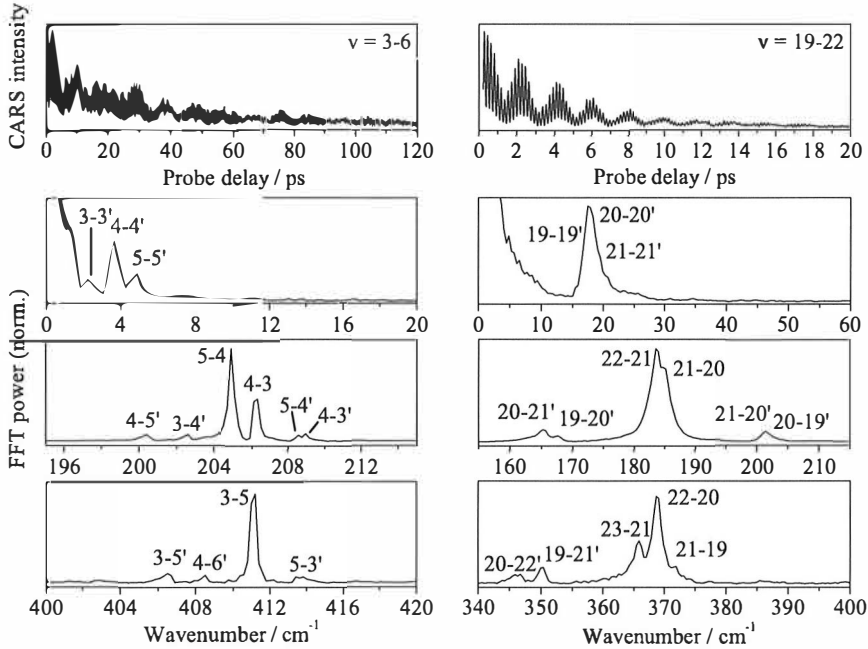 CARS intensity
ν = 3-6
0 20 40 60 80 100 120
Probe delay / ps
ν = 19-22
0 2 4 6 8 10 12 14 16 18 20
Probe delay / ps
FFT power (norm.)
3-3'
4-4'
5-5'
0 4 8 12 16 20
20-20'
19-19'
21-21'
0 10 20 30 40 50 60
5-4
4-3
4-5'
3-4'
5-4'
4-3'
196 200 204 208 212
22-21
21-20
20-21'
19-20'
21-20'
20-19'
160 170 180 190 200 210
3-5
3-5'
4-6'
5-3'
400 404 408 412 416 420
Wavenumber / cm⁻¹
22-20
23-21
21-19
20-22'
19-21'
340 350 360 370 380 390 400
Wavenumber / cm⁻¹